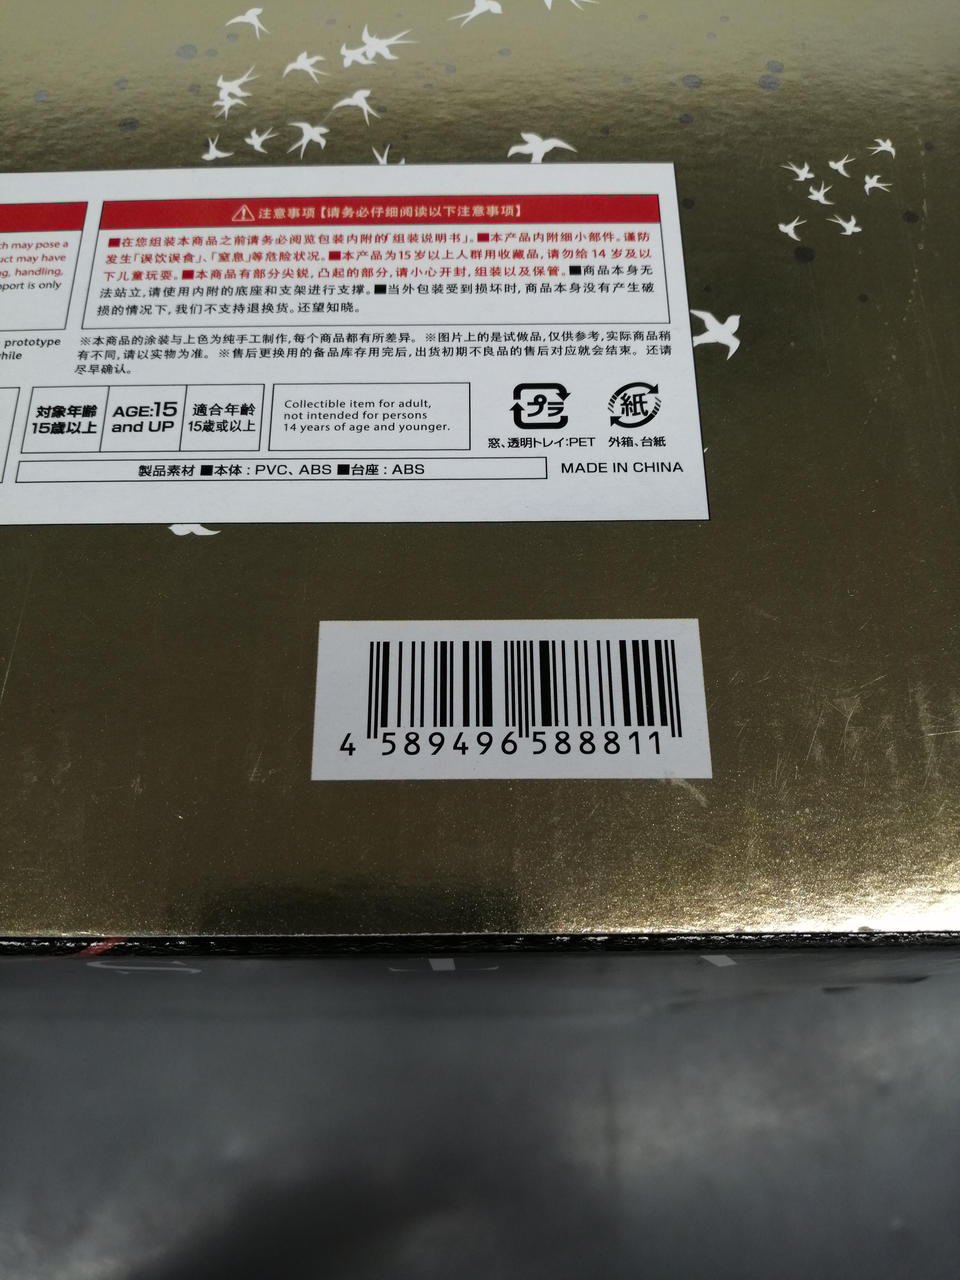 ch may pose a
uct may have
g, handling,
pport is only
prototype
while
⚠注意事项【请务必仔细阅读以下注意事项】
■在您组装本商品之前请务必阅览包装内附的「组装说明书」。■本产品内附细小部件。谨防
发生「误饮误食」、「窒息」等危险状况。■本产品为15岁以上人群用收藏品,请勿给14岁及以
下儿童玩耍。■本商品有部分尖锐,凸起的部分,请小心开封,组装以及保管。■商品本身无
法站立,请使用内附的底座和支架进行支撑。■当外包装受到损坏时,商品本身没有产生破
损的情况下,我们不支持退换货。还望知晓。
※本商品的涂装与上色为纯手工制作,每个商品都有所差异。※图片上的是试做品,仅供参考,实际商品稍
有不同,请以实物为准。※售后更换用的备品库存用完后,出货初期不良品的售后对应就会结束。还请
尽早确认。
対象年齢
15歳以上
AGE:15
and UP
適合年齡
15歲或以上
Collectible item for adult,
not intended for persons
14 years of age and younger.
プラ
窓、透明トレイ:PET
紙
外箱、台紙
製品素材 ■本体:PVC、ABS ■台座:ABS
MADE IN CHINA
4 589496 588811